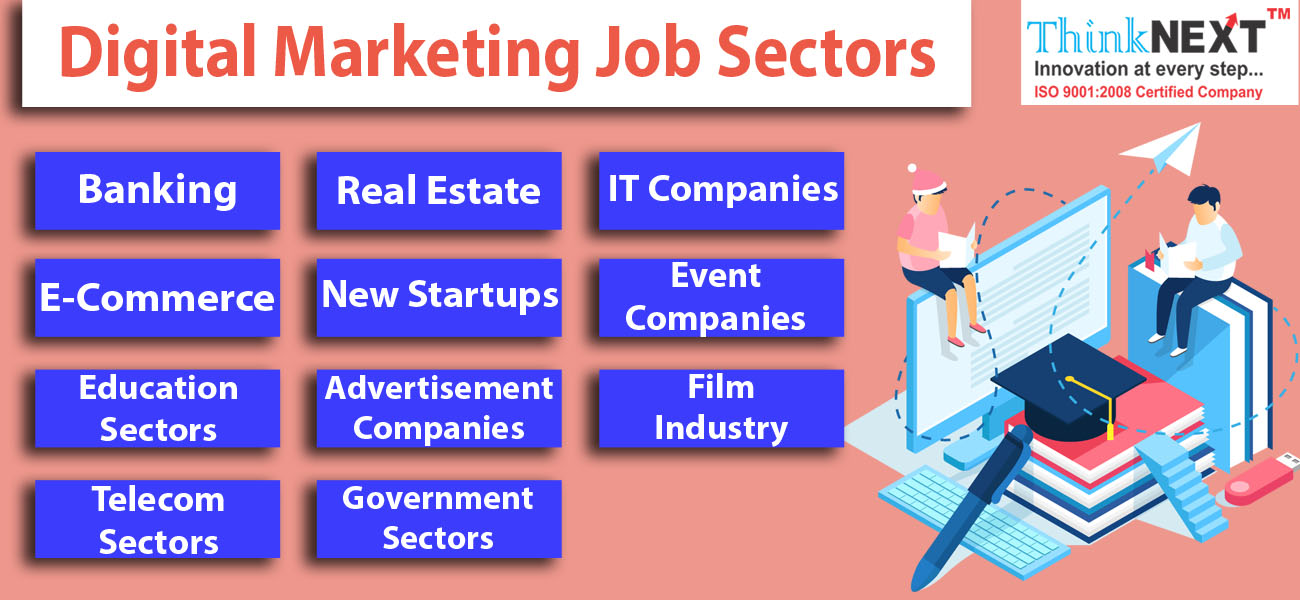 Digital Marketing Job Sectors
ThinkNEXT™
Innovation at every step...
ISO 9001:2008 Certified Company
Banking
Real Estate
IT Companies
E-Commerce
New Startups
Event
Companies
Education
Sectors
Advertisement
Companies
Film
Industry
Telecom
Sectors
Government
Sectors